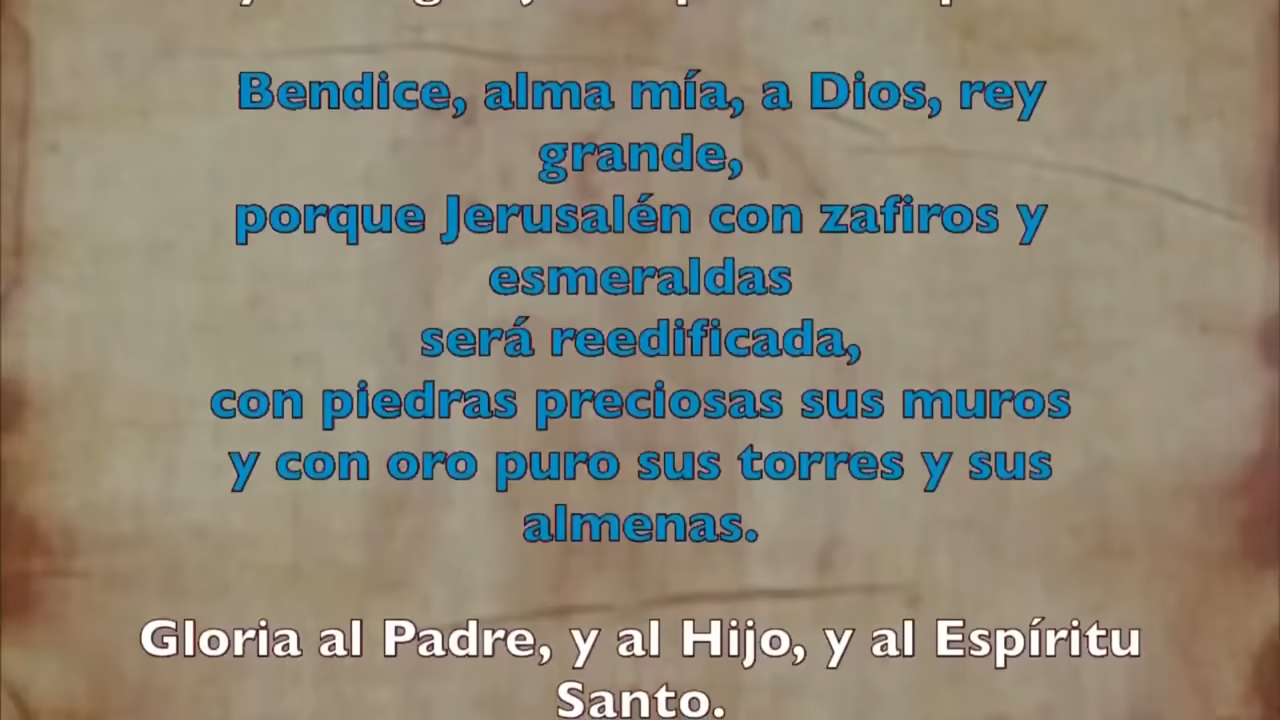 Bendice, alma mía, a Dios, rey
grande,
porque Jerusalén con zafiros y
esmeraldas
será reedificada,
con piedras preciosas sus muros
y con oro puro sus torres y sus
almenas.
Gloria al Padre, y al Hijo, y al Espíritu
Santo.